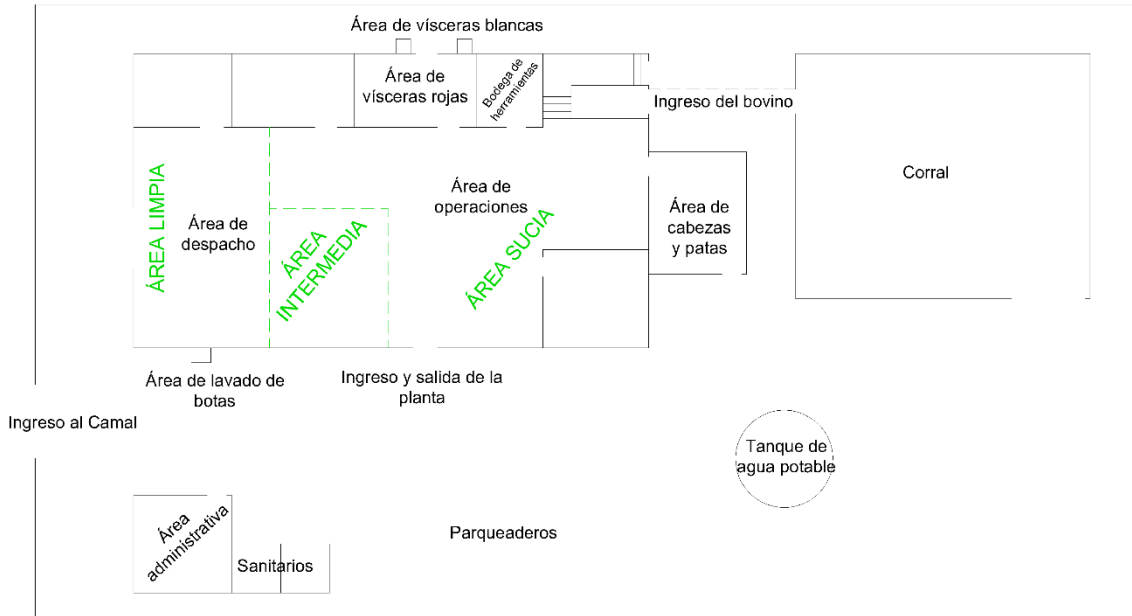 Área de vísceras blancas
Área de
vísceras rojas
Bodega de
herramientas
Ingreso del bovino
Corral
ÁREA LIMPIA
Área de
despacho
ÁREA
INTERMEDIA
Área de
operaciones
ÁREA SUCIA
Área de
cabezas
y patas
Área de lavado de
botas
Ingreso y salida de la
planta
Ingreso al Camal
Tanque de
agua potable
Área
administrativa
Sanitarios
Parqueaderos